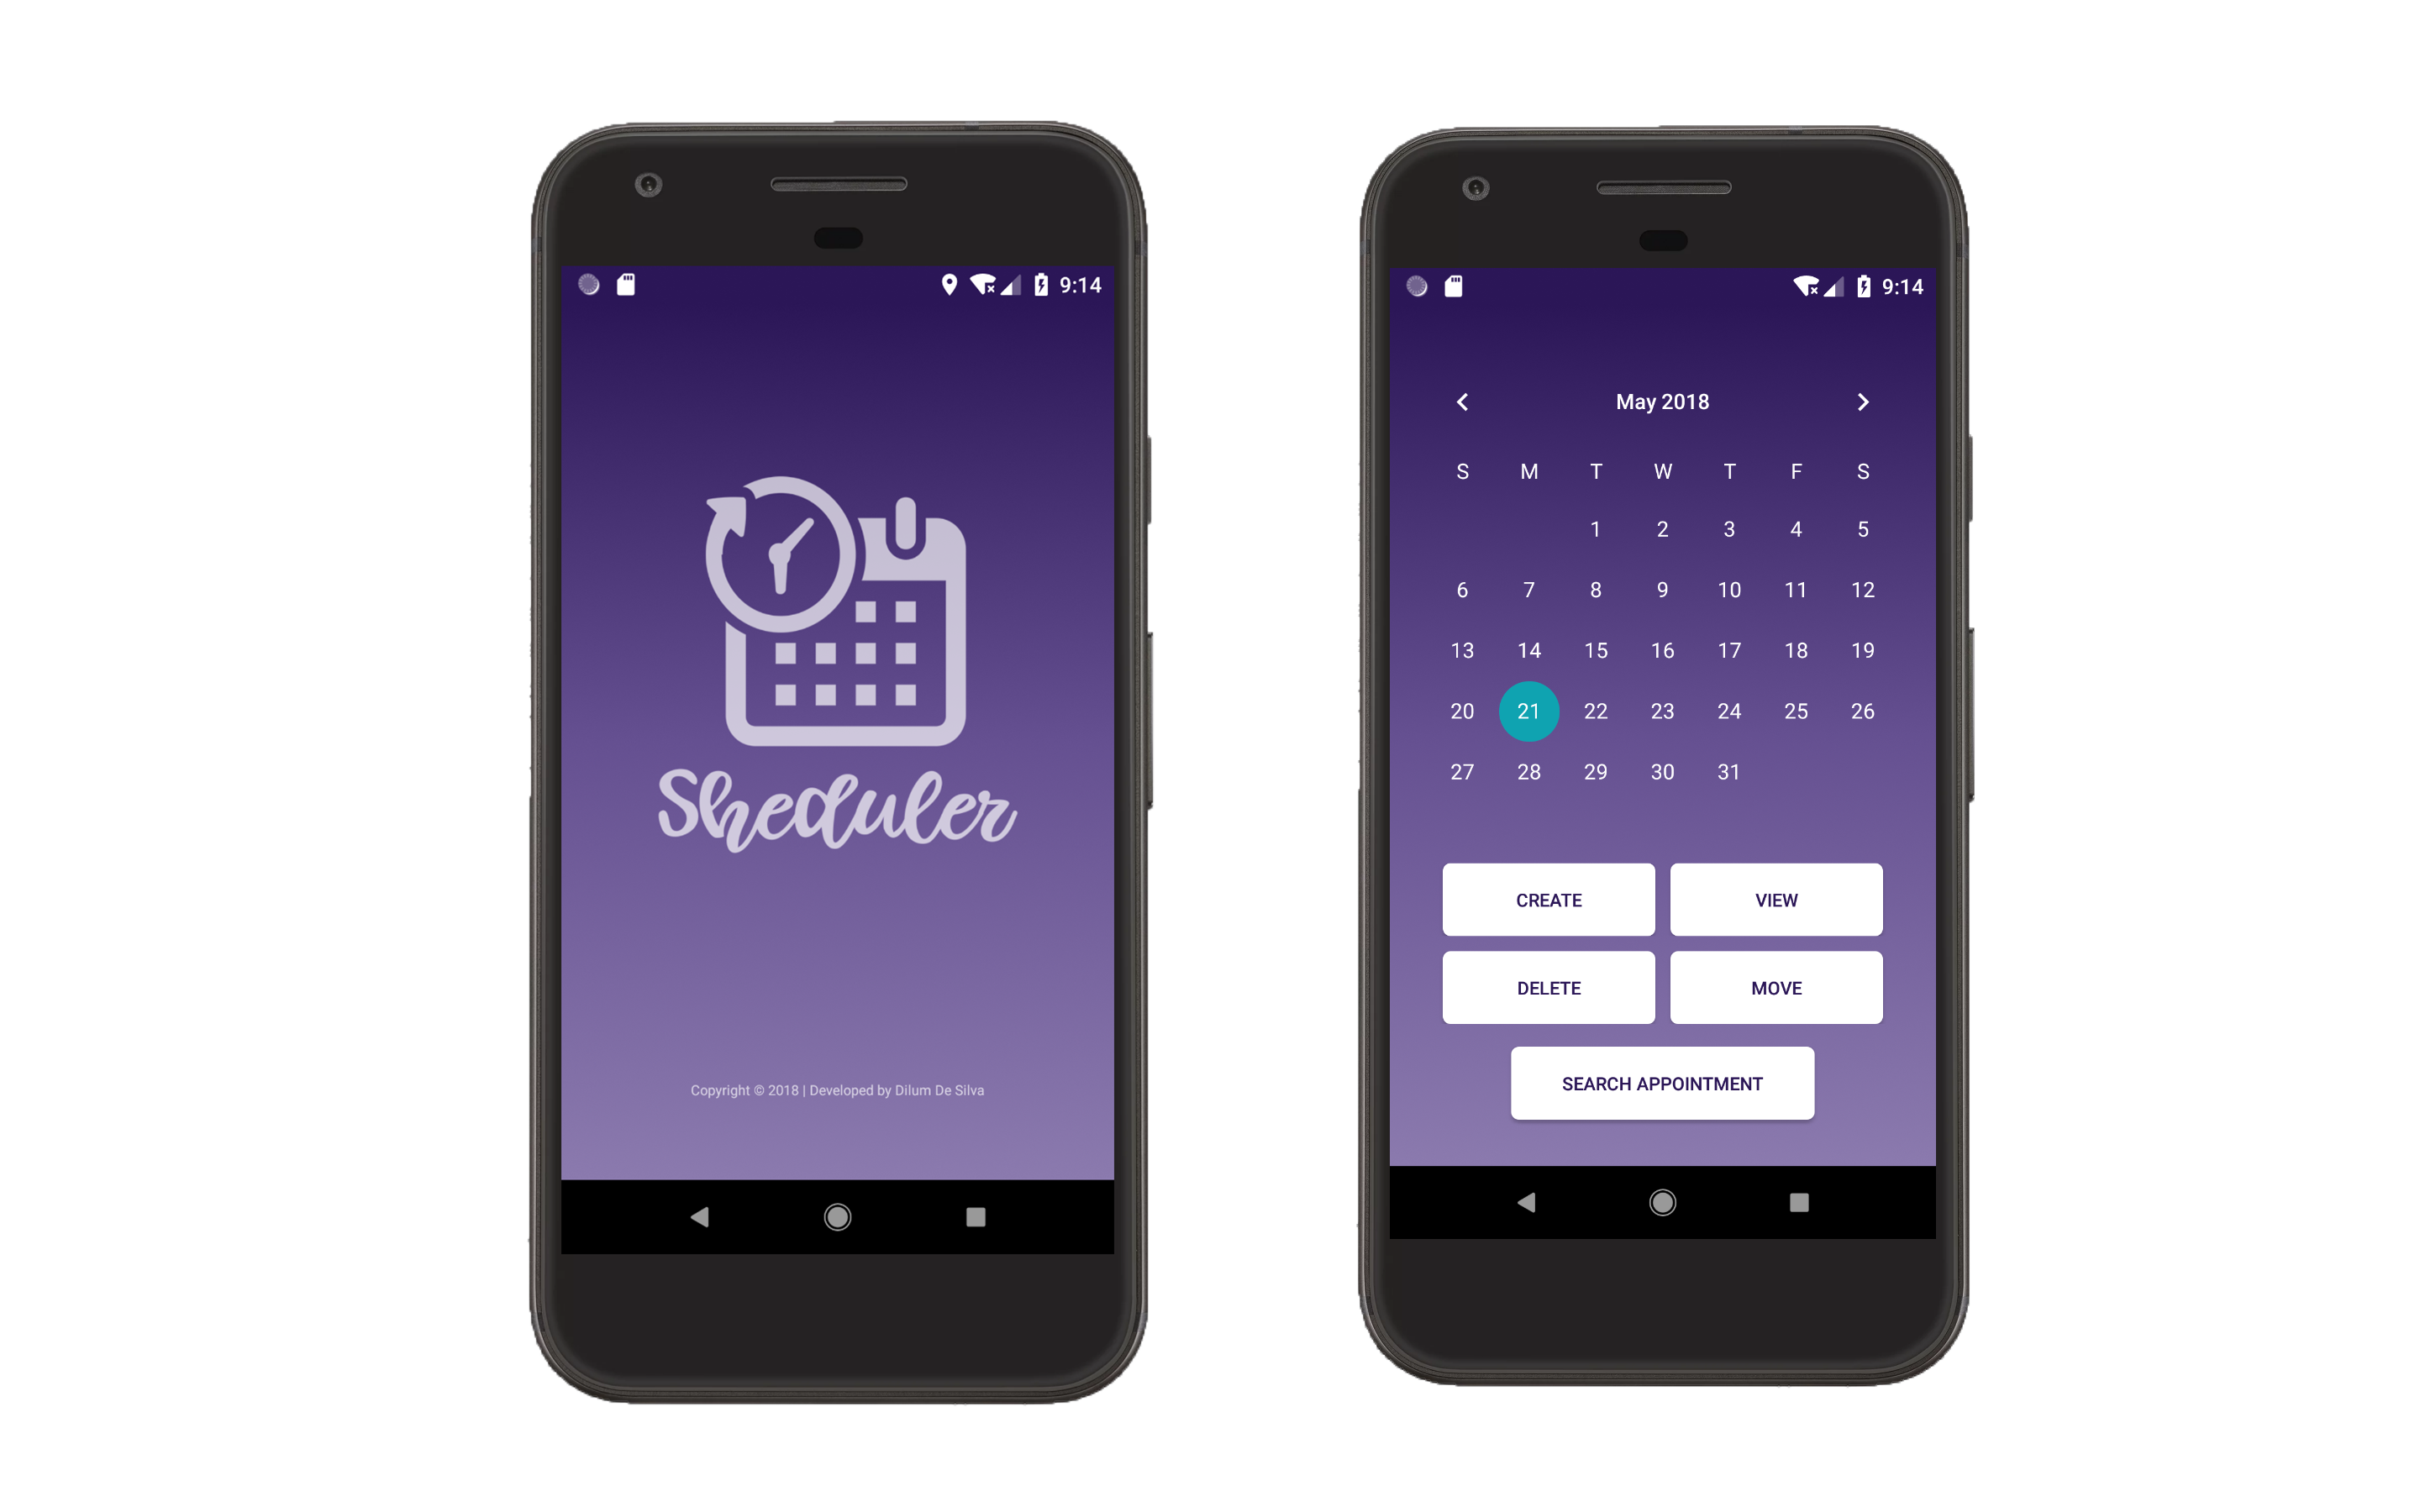 9:14
Sheduler
Copyright © 2018 | Developed by Dilum De Silva
9:14
May 2018
S M T W T F S
1 2 3 4 5
6 7 8 9 10 11 12
13 14 15 16 17 18 19
20 21 22 23 24 25 26
27 28 29 30 31
CREATE VIEW
DELETE MOVE
SEARCH APPOINTMENT